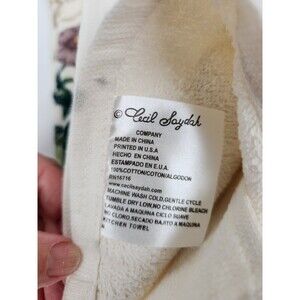 © Cecil Saydah
COMPANY
MADE IN CHINA
PRINTED IN U.S.A
HECHO EN CHINA
ESTAMPADO EN E.U.A.
100%COTTON/COTON/ALGODON
RN16716
www.cecilsaydah.com
MACHINE WASH COLD,GENTLE CYCLE
TUMBLE DRY LOW,NO CHLORINE BLEACH
LAVADA A MAQUINA CICLO SUAVE
NO CLORO.SECADO BAJITO A MAQUINA
KITCHEN TOWEL